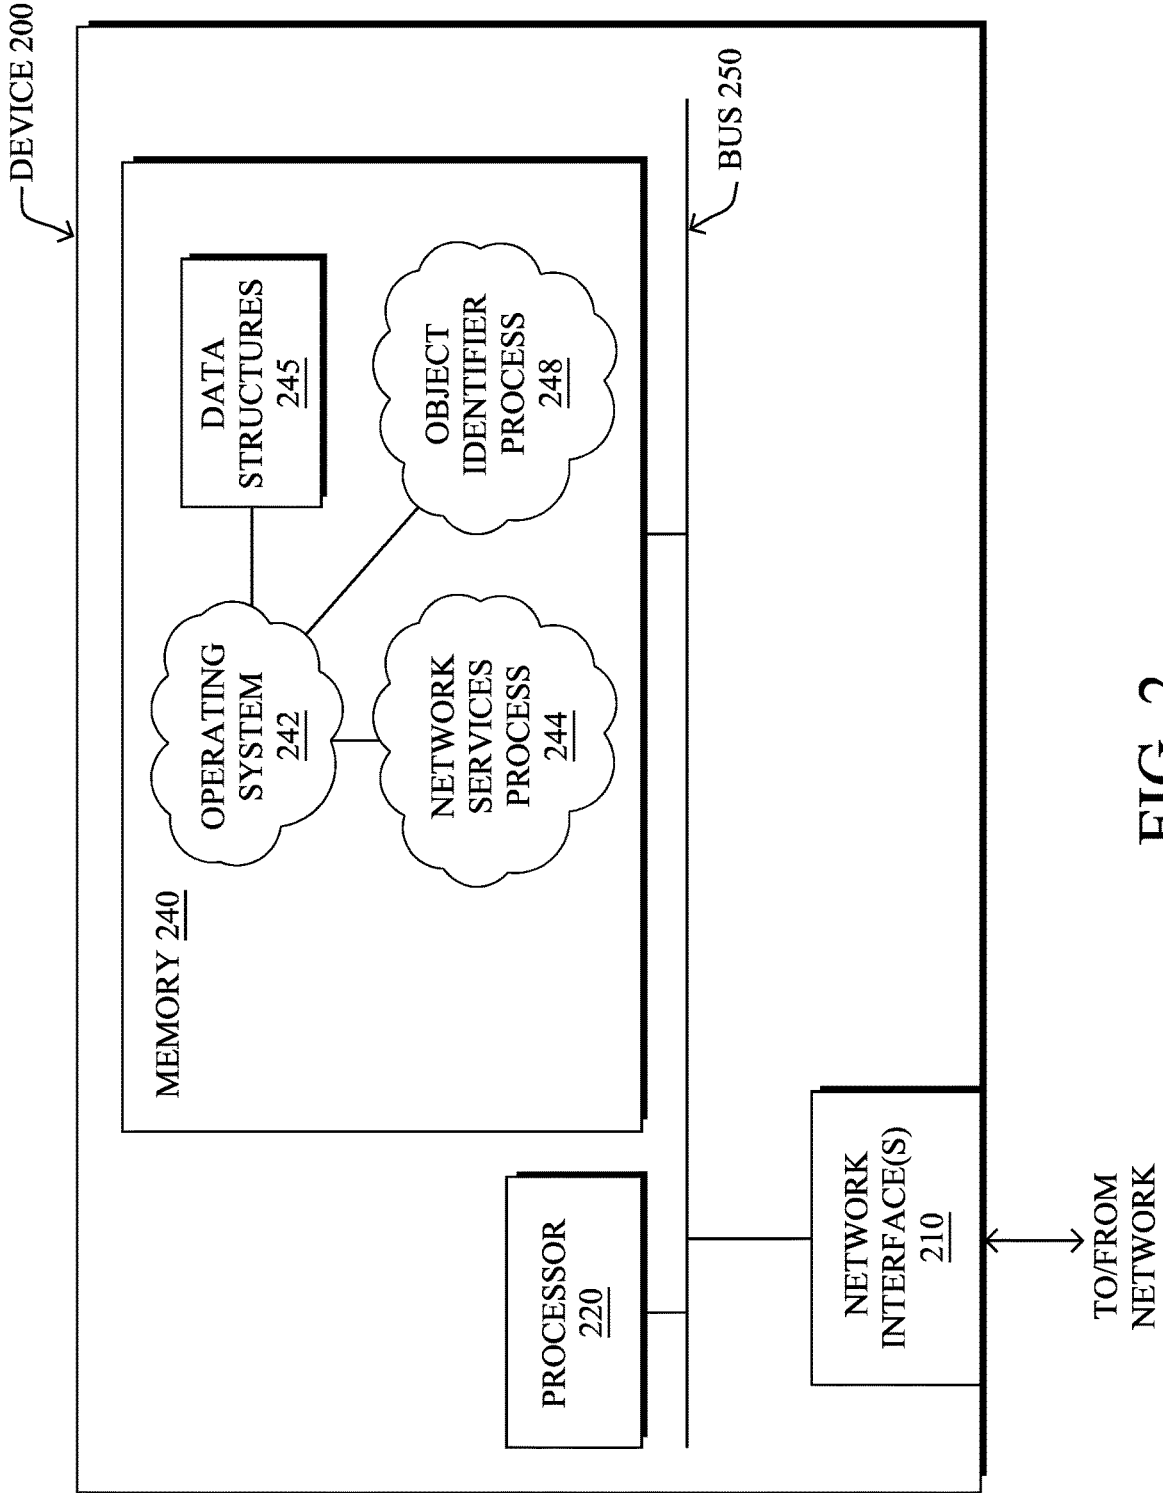 DEVICE 200
MEMORY 240
OPERATING
SYSTEM
242
DATA
STRUCTURES
245
NETWORK
SERVICES
PROCESS
244
OBJECT
IDENTIFIER
PROCESS
248
PROCESSOR
220
BUS 250
NETWORK
INTERFACE(S)
210
TO/FROM
NETWORK
FIG. 2